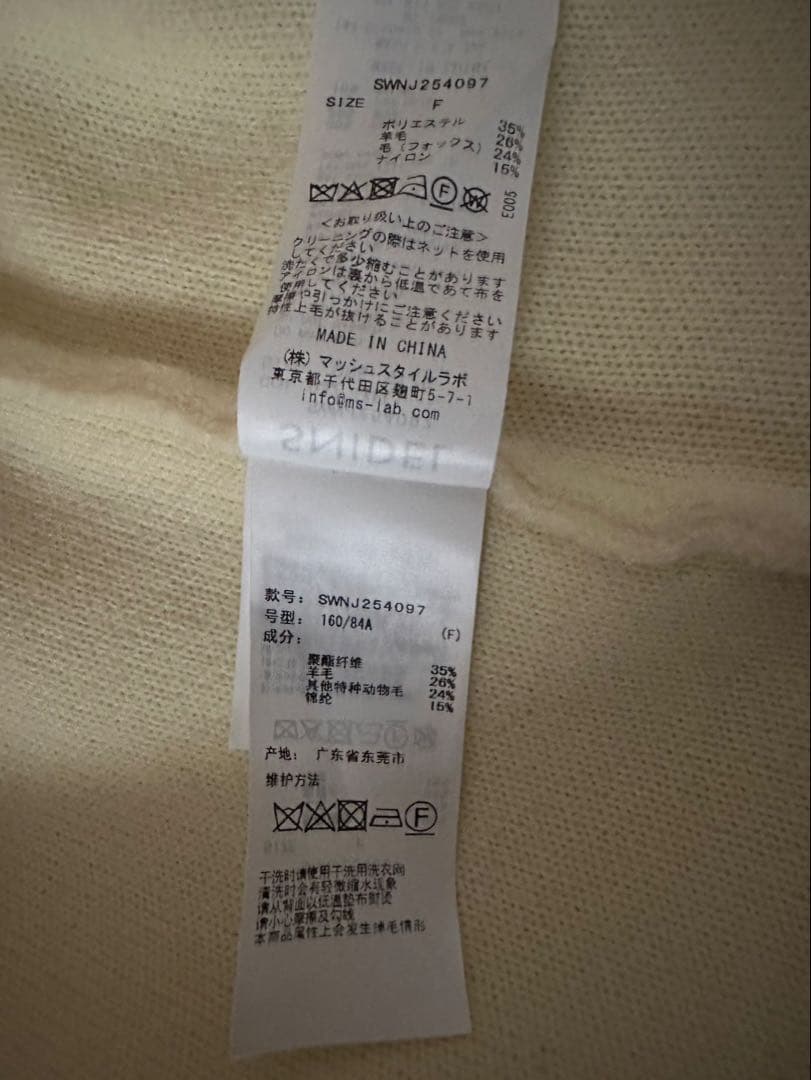 SWNJ254097
SIZE F
ポリエステル 35%
羊毛 26%
毛(フォックス) 24%
ナイロン 15%
E005
<お取り扱い上のご注意>
クリーニングの際はネットを使用
してください
洗たくで多少縮むことがあります
アイロンは裏から低温であて布を
使用してください
摩擦や引っかけにご注意ください
特性上毛が抜けることがあります
MADE IN CHINA
(株) マッシュスタイルラボ
東京都千代田区麹町5-7-1
info@ms-lab.com
SNIDEL
款号: SWNJ254097
号型: 160/84A (F)
成分:
聚酯纤维 35%
羊毛 26%
其他特种动物毛 24%
锦纶 15%
产地: 广东省东莞市
维护方法
干洗时请使用干洗用洗衣网
清洗时会有轻微缩水现象
请从背面以低温垫布熨烫
请小心摩擦及勾线
本商品属性上会发生掉毛情形